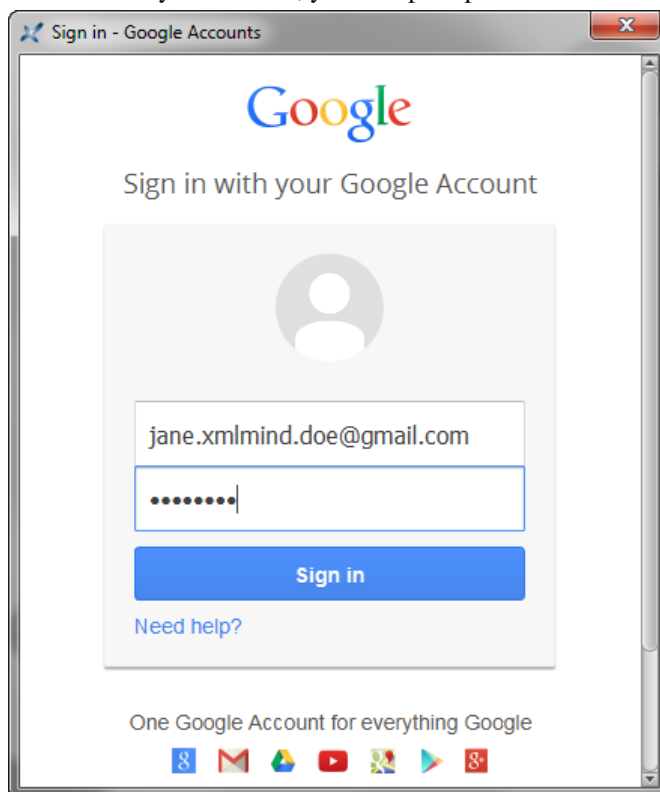 Sign in - Google Accounts
Google
Sign in with your Google Account
jane.xmlmind.doe@gmail.com
••••••••
Sign in
Need help?
One Google Account for everything Google